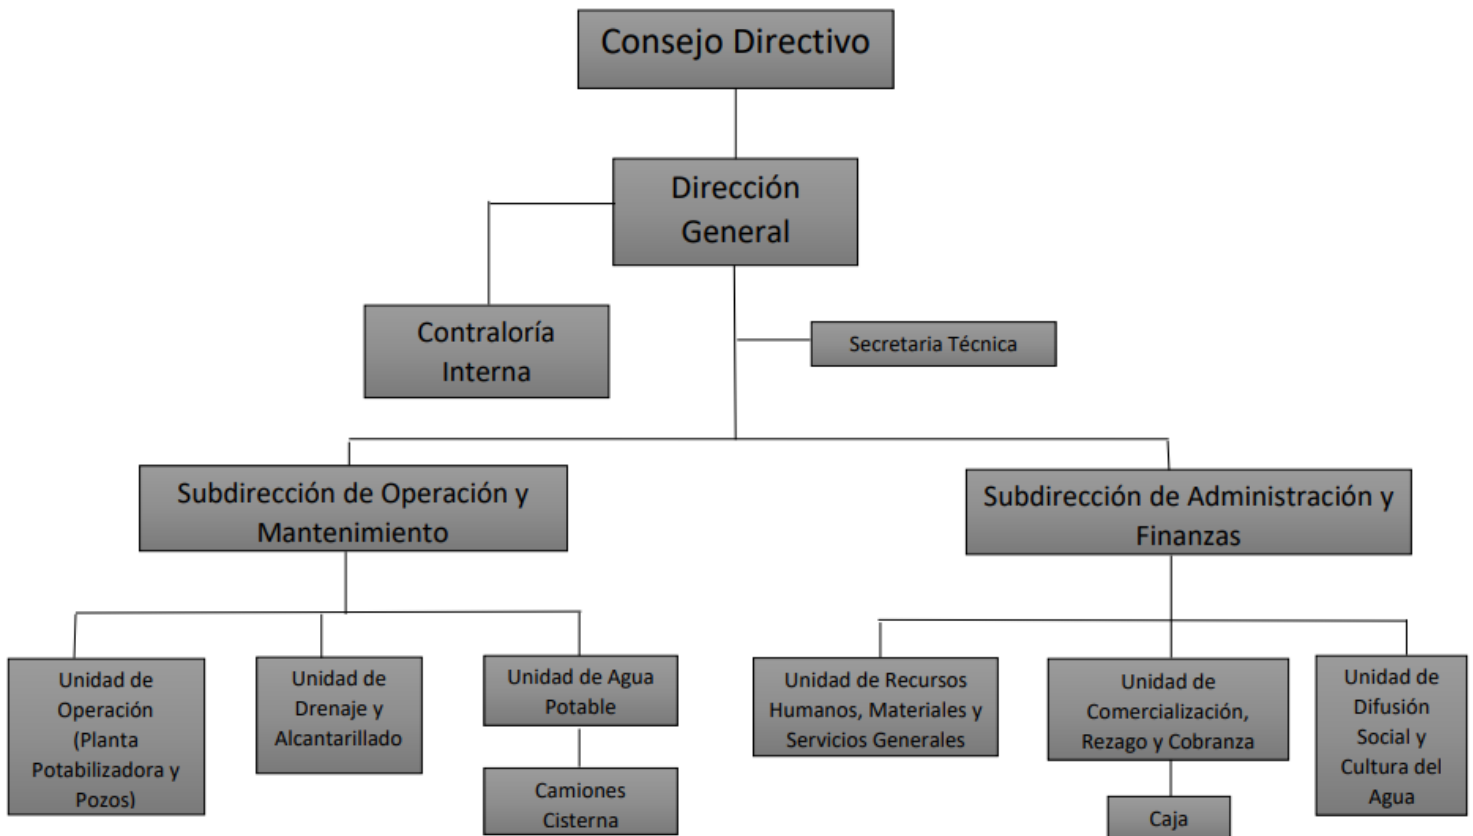 Consejo Directivo
Dirección
General
Contraloría
Interna
Secretaria Técnica
Subdirección de Operación y
Mantenimiento
Subdirección de Administración y
Finanzas
Unidad de
Operación
(Planta
Potabilizadora y
Pozos)
Unidad de
Drenaje y
Alcantarillado
Unidad de Agua
Potable
Camiones
Cisterna
Unidad de Recursos
Humanos, Materiales y
Servicios Generales
Unidad de
Comercialización,
Rezago y Cobranza
Caja
Unidad de
Difusión
Social y
Cultura del
Agua